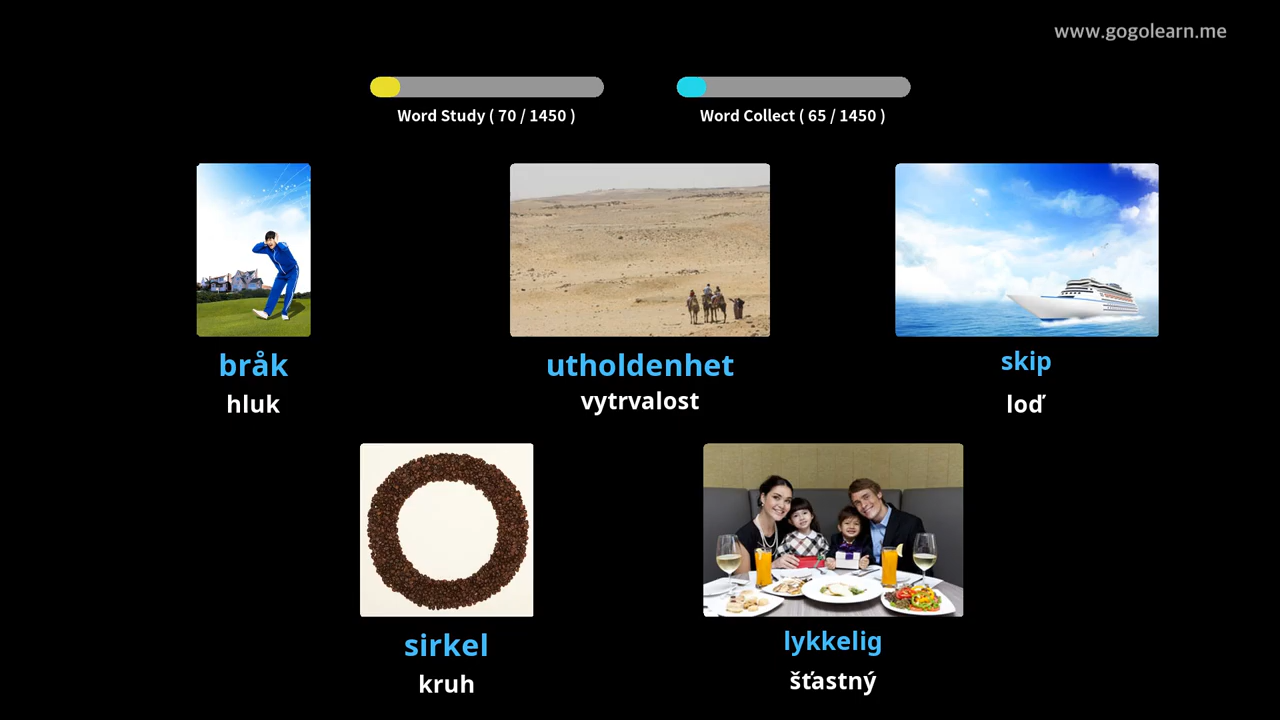 www.gogolearn.me
Word Study ( 70 / 1450 )
Word Collect ( 65 / 1450 )
bråk
hluk
utholdenhet
vytrvalost
skip
loď
sirkel
kruh
lykkelig
šťastný